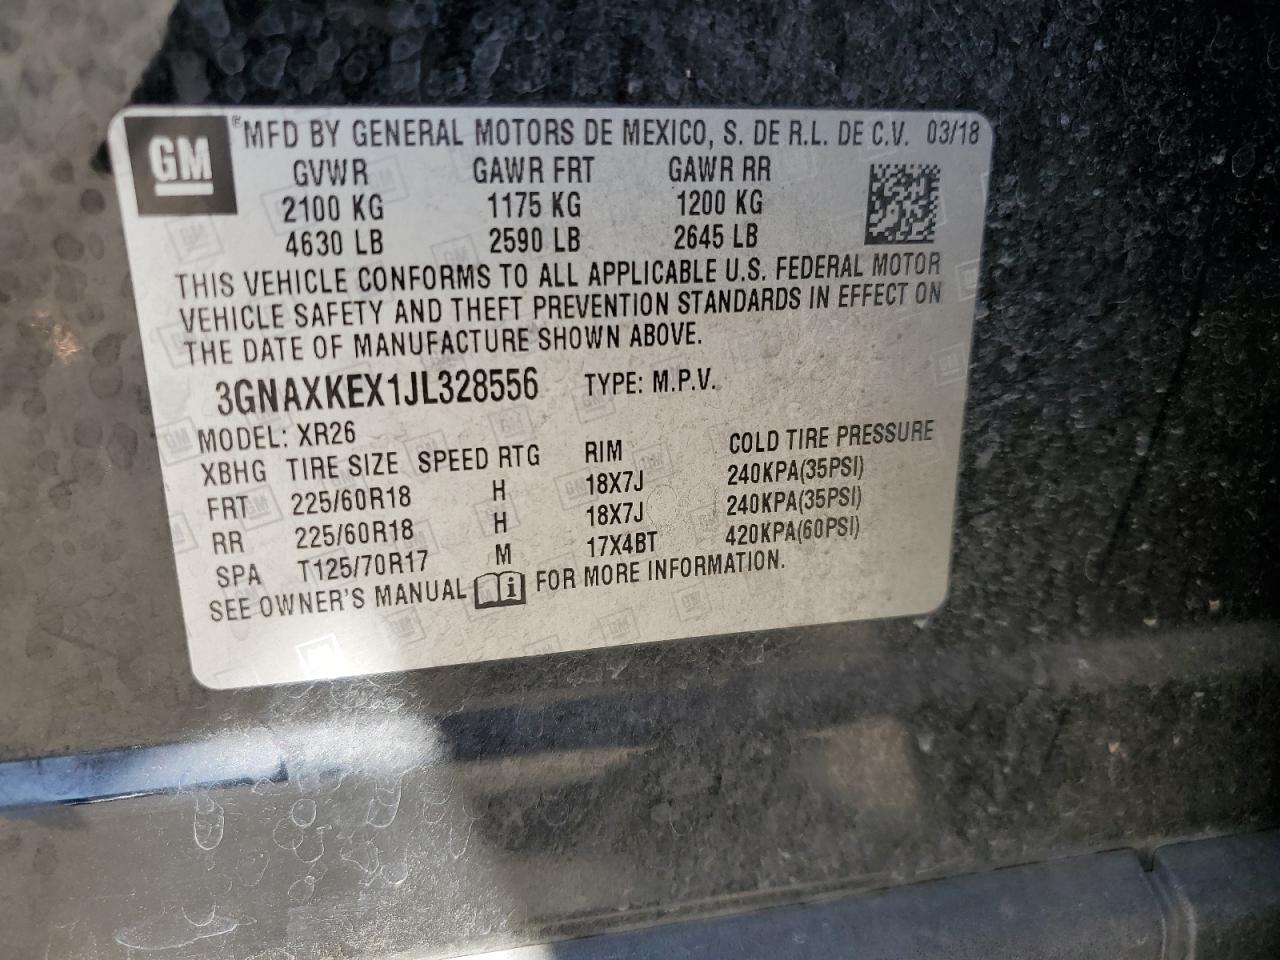 GM
® MFD BY GENERAL MOTORS DE MEXICO, S. DE R.L. DE C.V. 03/18
GVWR GAWR FRT GAWR RR
2100 KG 1175 KG 1200 KG
4630 LB 2590 LB 2645 LB
THIS VEHICLE CONFORMS TO ALL APPLICABLE U.S. FEDERAL MOTOR
VEHICLE SAFETY AND THEFT PREVENTION STANDARDS IN EFFECT ON
THE DATE OF MANUFACTURE SHOWN ABOVE.
3GNAXKEX1JL328556 TYPE: M.P.V.
MODEL: XR26
XBHG TIRE SIZE SPEED RTG RIM COLD TIRE PRESSURE
FRT 225/60R18 H 18X7J 240KPA(35PSI)
RR 225/60R18 H 18X7J 240KPA(35PSI)
SPA T125/70R17 M 17X4BT 420KPA(60PSI)
SEE OWNER'S MANUAL i FOR MORE INFORMATION.